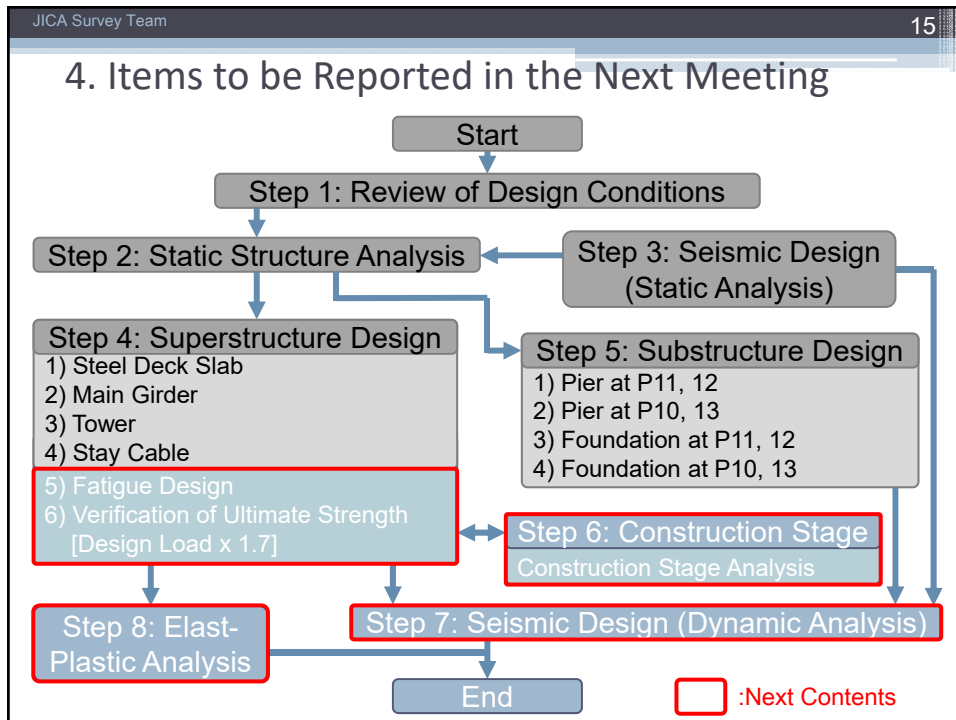 JICA Survey Team
15
4. Items to be Reported in the Next Meeting
Start
Step 1: Review of Design Conditions
Step 2: Static Structure Analysis
Step 3: Seismic Design
(Static Analysis)
Step 4: Superstructure Design
1) Steel Deck Slab
2) Main Girder
3) Tower
4) Stay Cable
5) Fatigue Design
6) Verification of Ultimate Strength
[Design Load x 1.7]
Step 5: Substructure Design
1) Pier at P11, 12
2) Pier at P10, 13
3) Foundation at P11, 12
4) Foundation at P10, 13
Step 6: Construction Stage
Construction Stage Analysis
Step 8: Elast-
Plastic Analysis
Step 7: Seismic Design (Dynamic Analysis)
End
:Next Contents